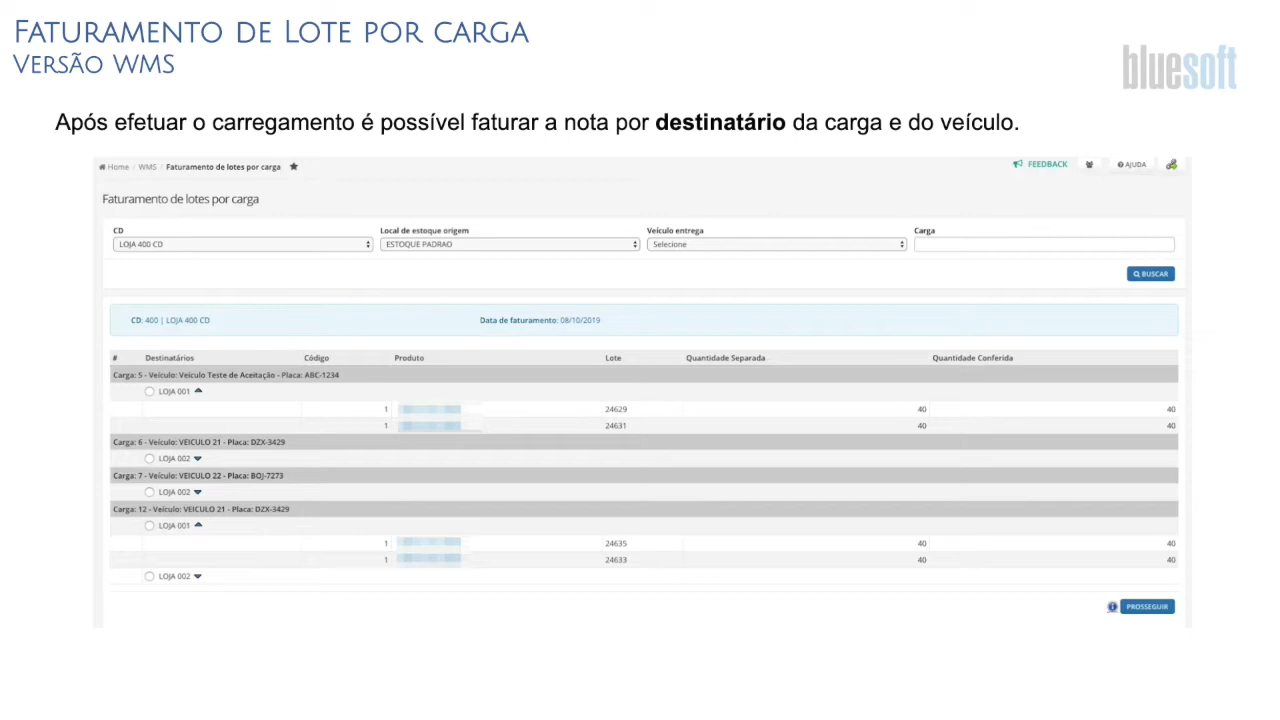 FATURAMENTO DE LOTE POR CARGA
VERSÃO WMS
bluesoft
Após efetuar o carregamento é possível faturar a nota por destinatário da carga e do veículo.
Home / WMS / Faturamento de lotes por carga
FEEDBACK
AJUDA
Faturamento de lotes por carga
CD Local de estoque origem Veículo entrega Carga
LOJA 400 CD ESTOQUE PADRAO Selecione
BUSCAR
CD: 400 | LOJA 400 CD Data de faturamento: 08/10/2019
# Destinatários Código Produto Lote Quantidade Separada Quantidade Conferida
Carga: 5 - Veículo: Veículo Teste de Aceitação - Placa: ABC-1234
LOJA 001
1 24629 40 40
1 24631 40 40
Carga: 6 - Veículo: VEICULO 21 - Placa: DZX-3429
LOJA 002
Carga: 7 - Veículo: VEICULO 22 - Placa: BOJ-7273
LOJA 002
Carga: 12 - Veículo: VEICULO 21 - Placa: DZX-3429
LOJA 001
1 24635 40 40
1 24633 40 40
LOJA 002
PROSSEGUIR